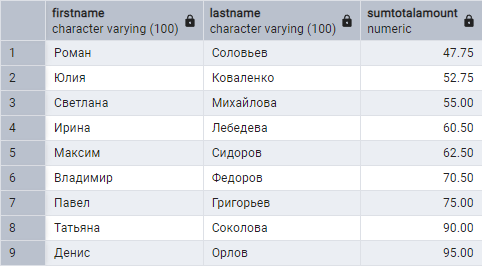 firstname lastname sumtotalamount
character varying (100) character varying (100) numeric
1 Роман Соловьев 47.75
2 Юлия Коваленко 52.75
3 Светлана Михайлова 55.00
4 Ирина Лебедева 60.50
5 Максим Сидоров 62.50
6 Владимир Федоров 70.50
7 Павел Григорьев 75.00
8 Татьяна Соколова 90.00
9 Денис Орлов 95.00